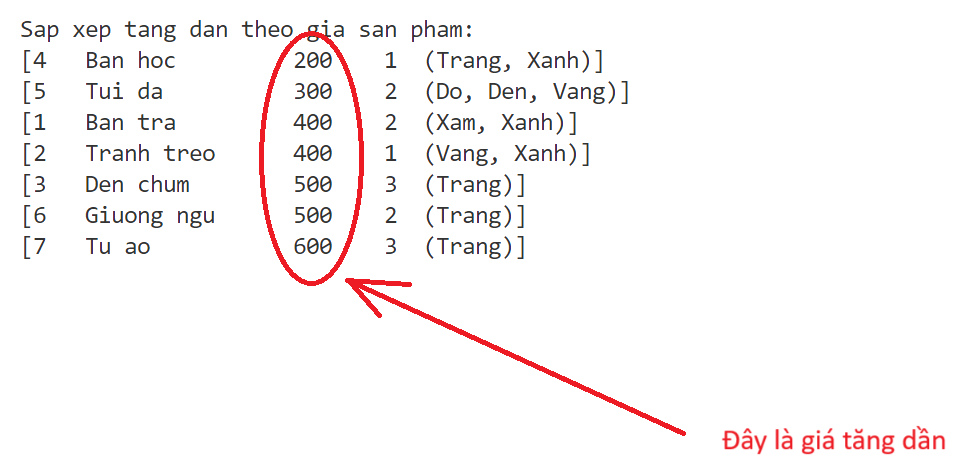 Sap xep tang dan theo gia san pham:
[4 Ban hoc 200 1 (Trang, Xanh)]
[5 Tui da 300 2 (Do, Den, Vang)]
[1 Ban tra 400 2 (Xam, Xanh)]
[2 Tranh treo 400 1 (Vang, Xanh)]
[3 Den chum 500 3 (Trang)]
[6 Giuong ngu 500 2 (Trang)]
[7 Tu ao 600 3 (Trang)]
Đây là giá tăng dần